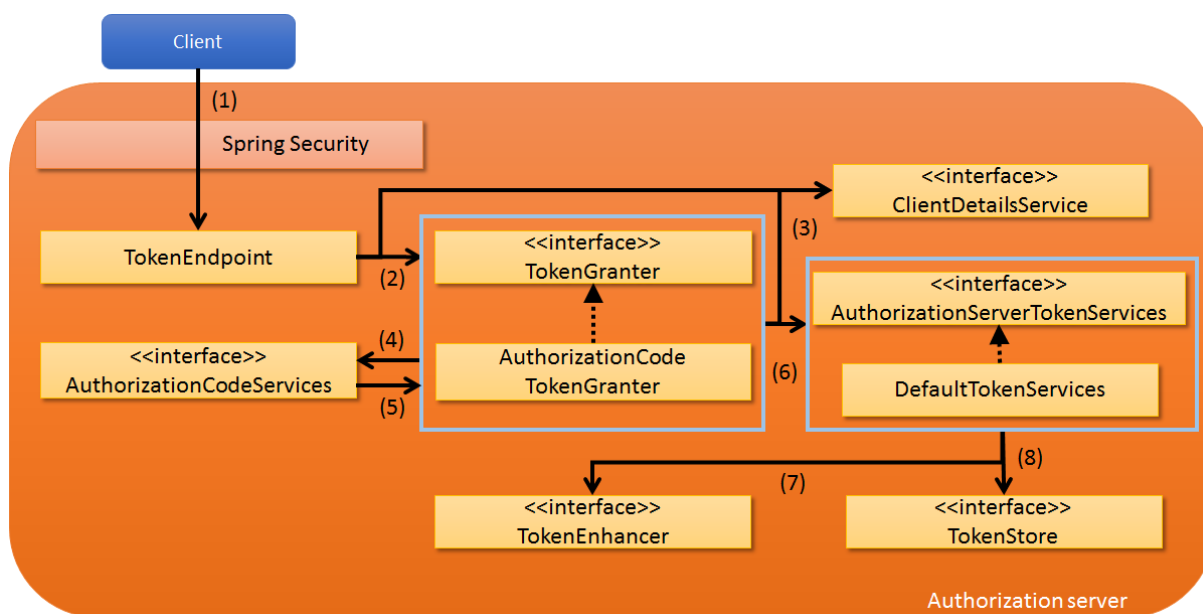 Client
(1)
Spring Security
<<interface>>
ClientDetailsService
(3)
TokenEndpoint
(2)
<<interface>>
TokenGranter
<<interface>>
AuthorizationServerTokenServices
<<interface>>
AuthorizationCodeServices
(4)
(5)
AuthorizationCode
TokenGranter
(6)
DefaultTokenServices
(7)
(8)
<<interface>>
TokenEnhancer
<<interface>>
TokenStore
Authorization server